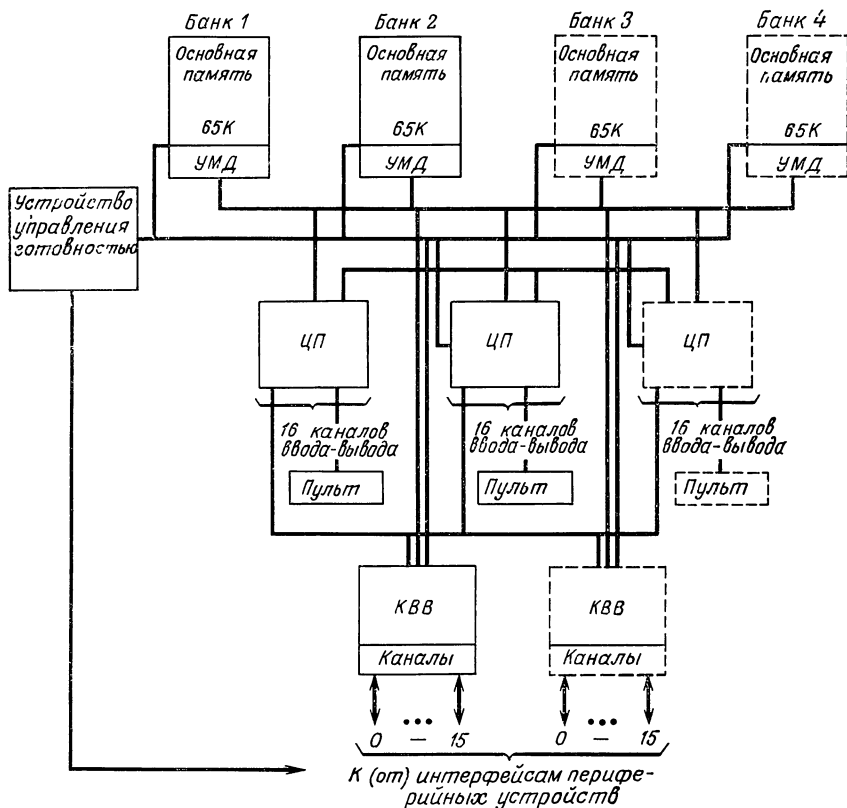 Банк 1
Банк 2
Банк 3
Банк 4
Основная
память
65К
УМД
Основная
память
65К
УМД
Основная
память
65К
УМД
Основная
память
65К
УМД
Устройство
управления
готовностью
ЦП
ЦП
ЦП
16 каналов
ввода-вывода
16 каналов
ввода-вывода
16 каналов
ввода-вывода
Пульт
Пульт
Пульт
КВВ
КВВ
Каналы
Каналы
0 ••• — 15
0 ••• — 15
К (от) интерфейсам перифе-
рийных устройств